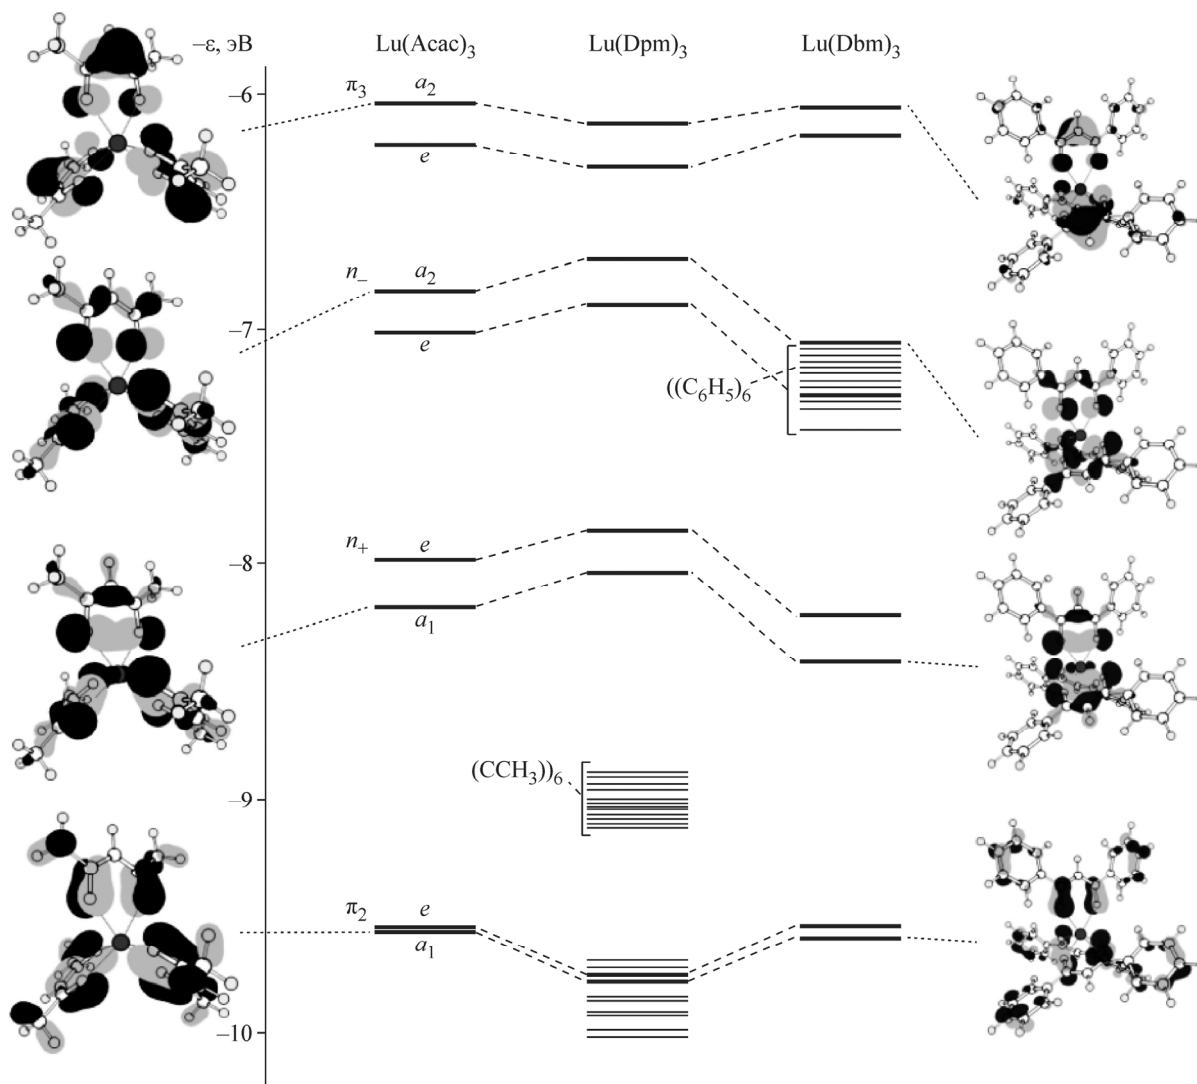 –ε, эВ
Lu(Acac)₃
Lu(Dpm)₃
Lu(Dbm)₃
–6
π₃
a₂
e
n₋
a₂
–7
e
((C₆H₅)₆
n₊
e
–8
a₁
(CCH₃))₆
–9
π₂
e
a₁
–10